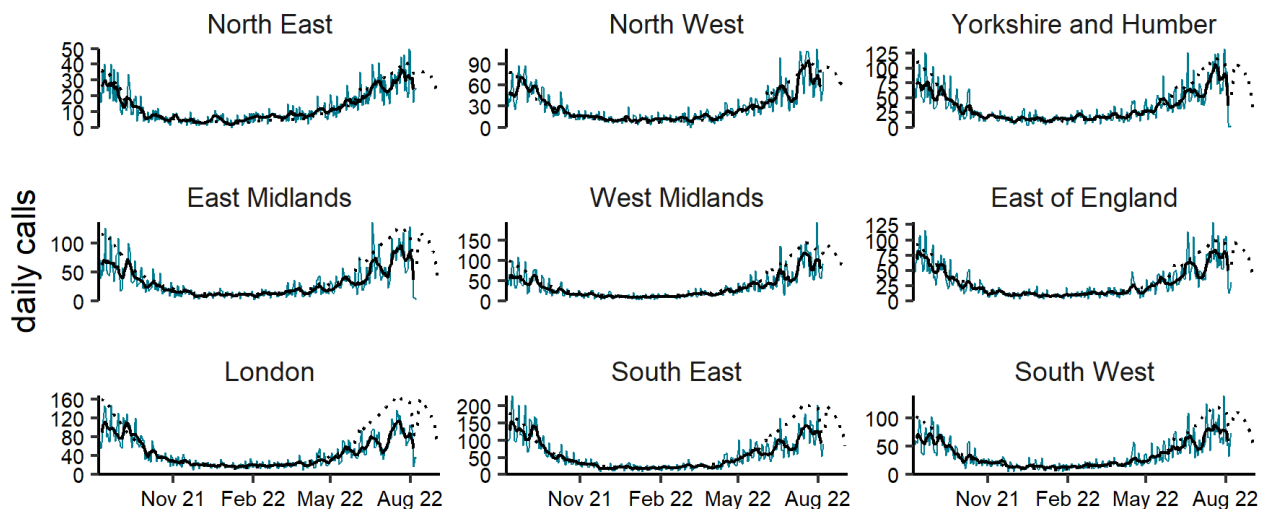 North East North West Yorkshire and Humber
50 90 125
40 60 100
30 30 75
20 0 50
10 25
0 0
East Midlands West Midlands East of England
100 150 125
50 100 100
0 50 75
0 50
25
0
daily calls
London South East South West
160 200 100
120 150 50
80 100 0
40 50
0 0
Nov 21 Feb 22 May 22 Aug 22 Nov 21 Feb 22 May 22 Aug 22 Nov 21 Feb 22 May 22 Aug 22